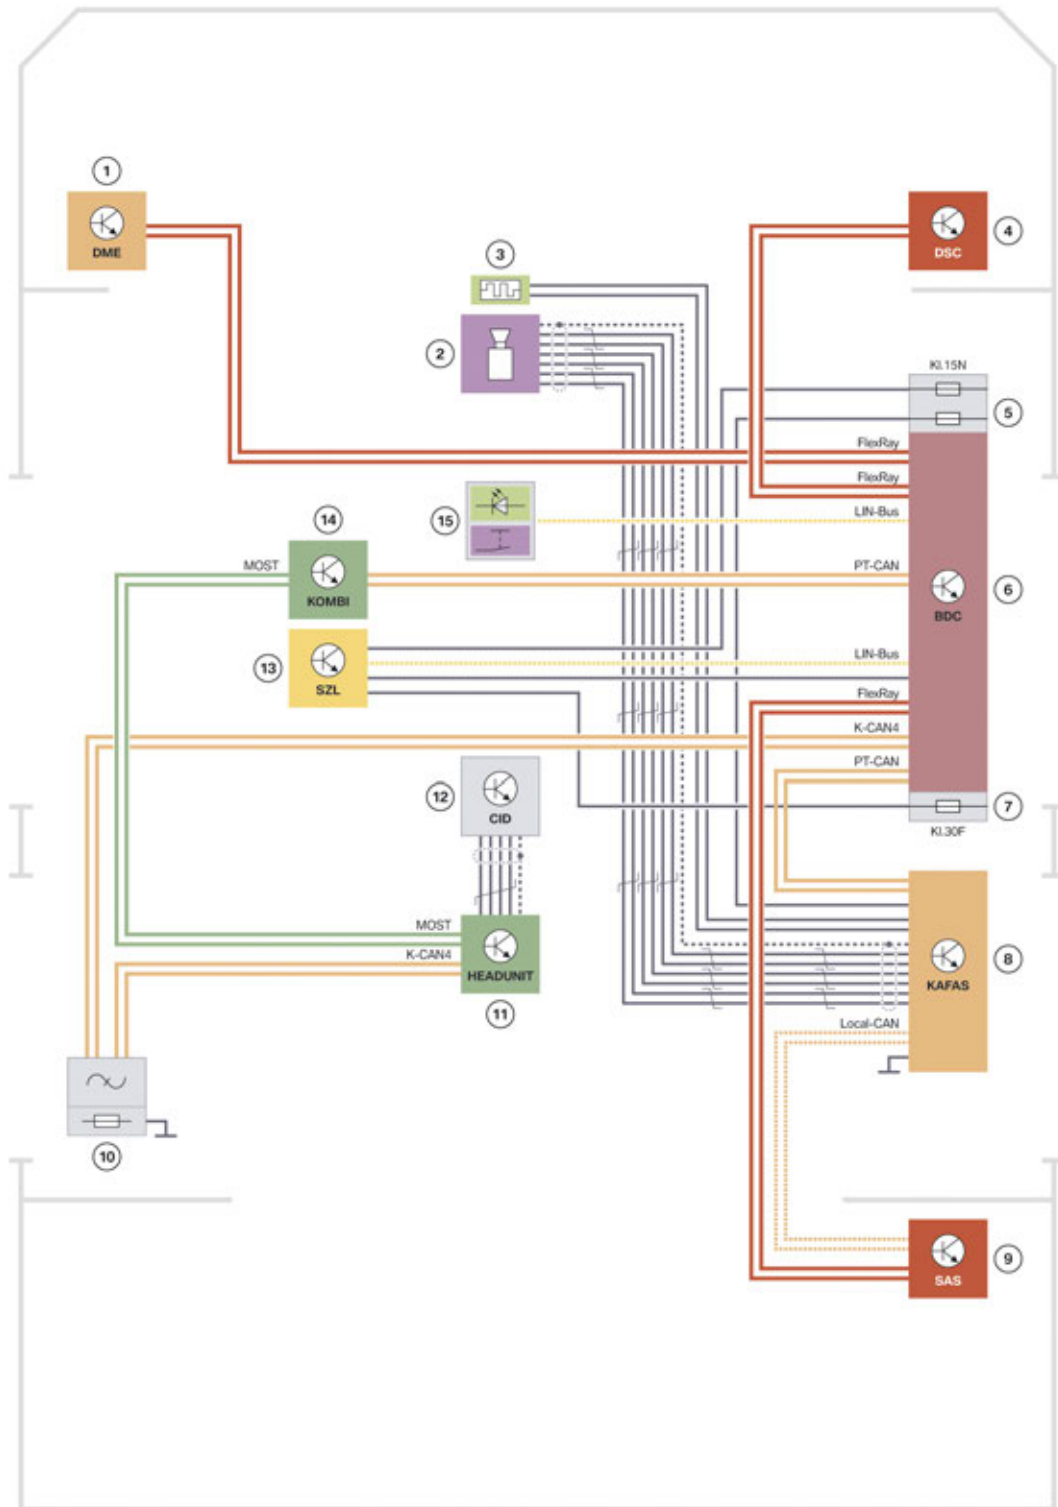 1
DME
4
DSC
3
2
Kl.15N
5
FlexRay
FlexRay
LIN-Bus
15
14
MOST
KOMBI
PT-CAN
6
BDC
13
SZL
LIN-Bus
FlexRay
K-CAN4
PT-CAN
12
CID
7
Kl.30F
MOST
K-CAN4
HEADUNIT
11
8
KAFAS
Local-CAN
10
9
SAS